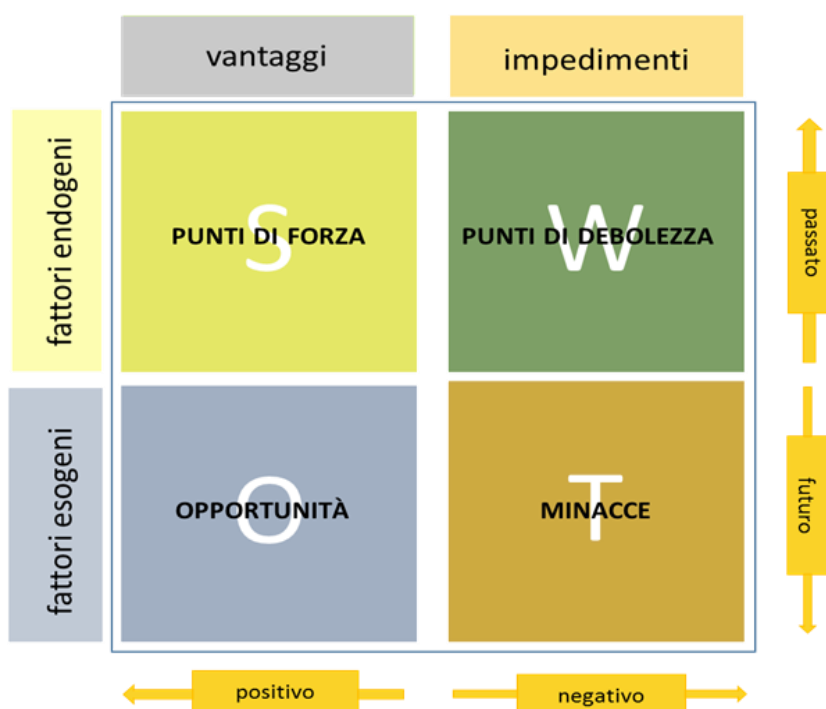 vantaggi
impedimenti
fattori endogeni
S
PUNTI DI FORZA
W
PUNTI DI DEBOLEZZA
passato
fattori esogeni
O
OPPORTUNITÀ
T
MINACCE
futuro
positivo
negativo